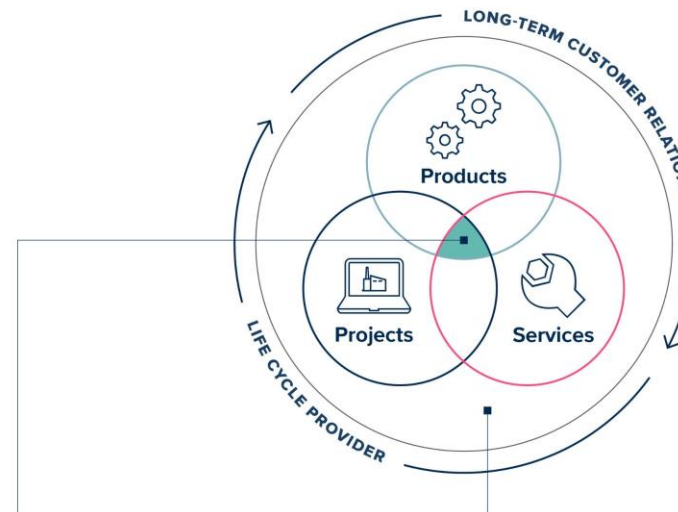 LONG-TERM CUSTOMER
Products
Projects
Services
LIFE CYCLE PROVIDER